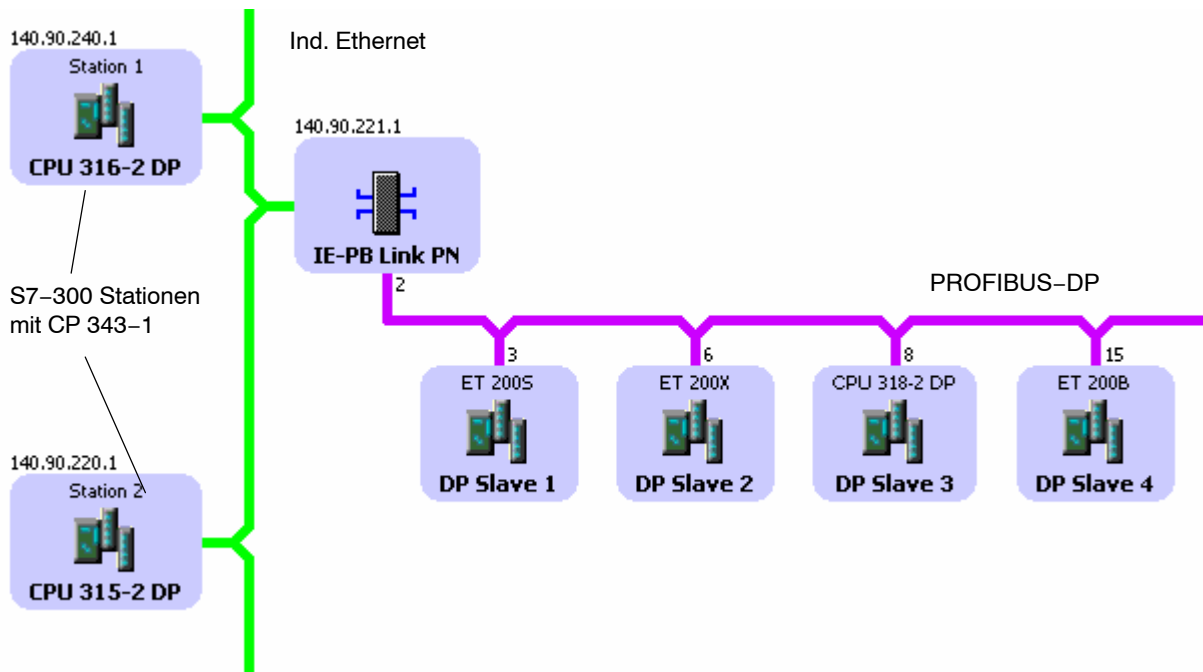 140.90.240.1
Station 1
CPU 316-2 DP
Ind. Ethernet
140.90.221.1
IE-PB Link PN
2
S7–300 Stationen
mit CP 343–1
PROFIBUS–DP
3
ET 200S
DP Slave 1
6
ET 200X
DP Slave 2
8
CPU 318-2 DP
DP Slave 3
15
ET 200B
DP Slave 4
140.90.220.1
Station 2
CPU 315-2 DP